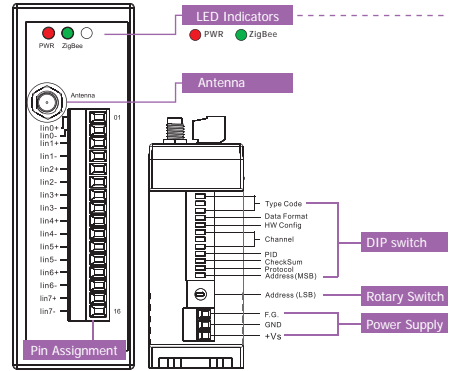 LED Indicators
PWR ZigBee
PWR ZigBee
Antenna
Antenna
01
Iin0+
Iin0-
Iin1+
Iin1-
Iin2+
Iin2-
Iin3+
Iin3-
Iin4+
Iin4-
Iin5+
Iin5-
Iin6+
Iin6-
Iin7+
Iin7-
16
Pin Assignment
Type Code
Data Format
HW Config
Channel
PID
CheckSum
Protocol
Address(MSB)
DIP switch
Address (LSB)
Rotary Switch
F.G.
GND
+Vs
Power Supply